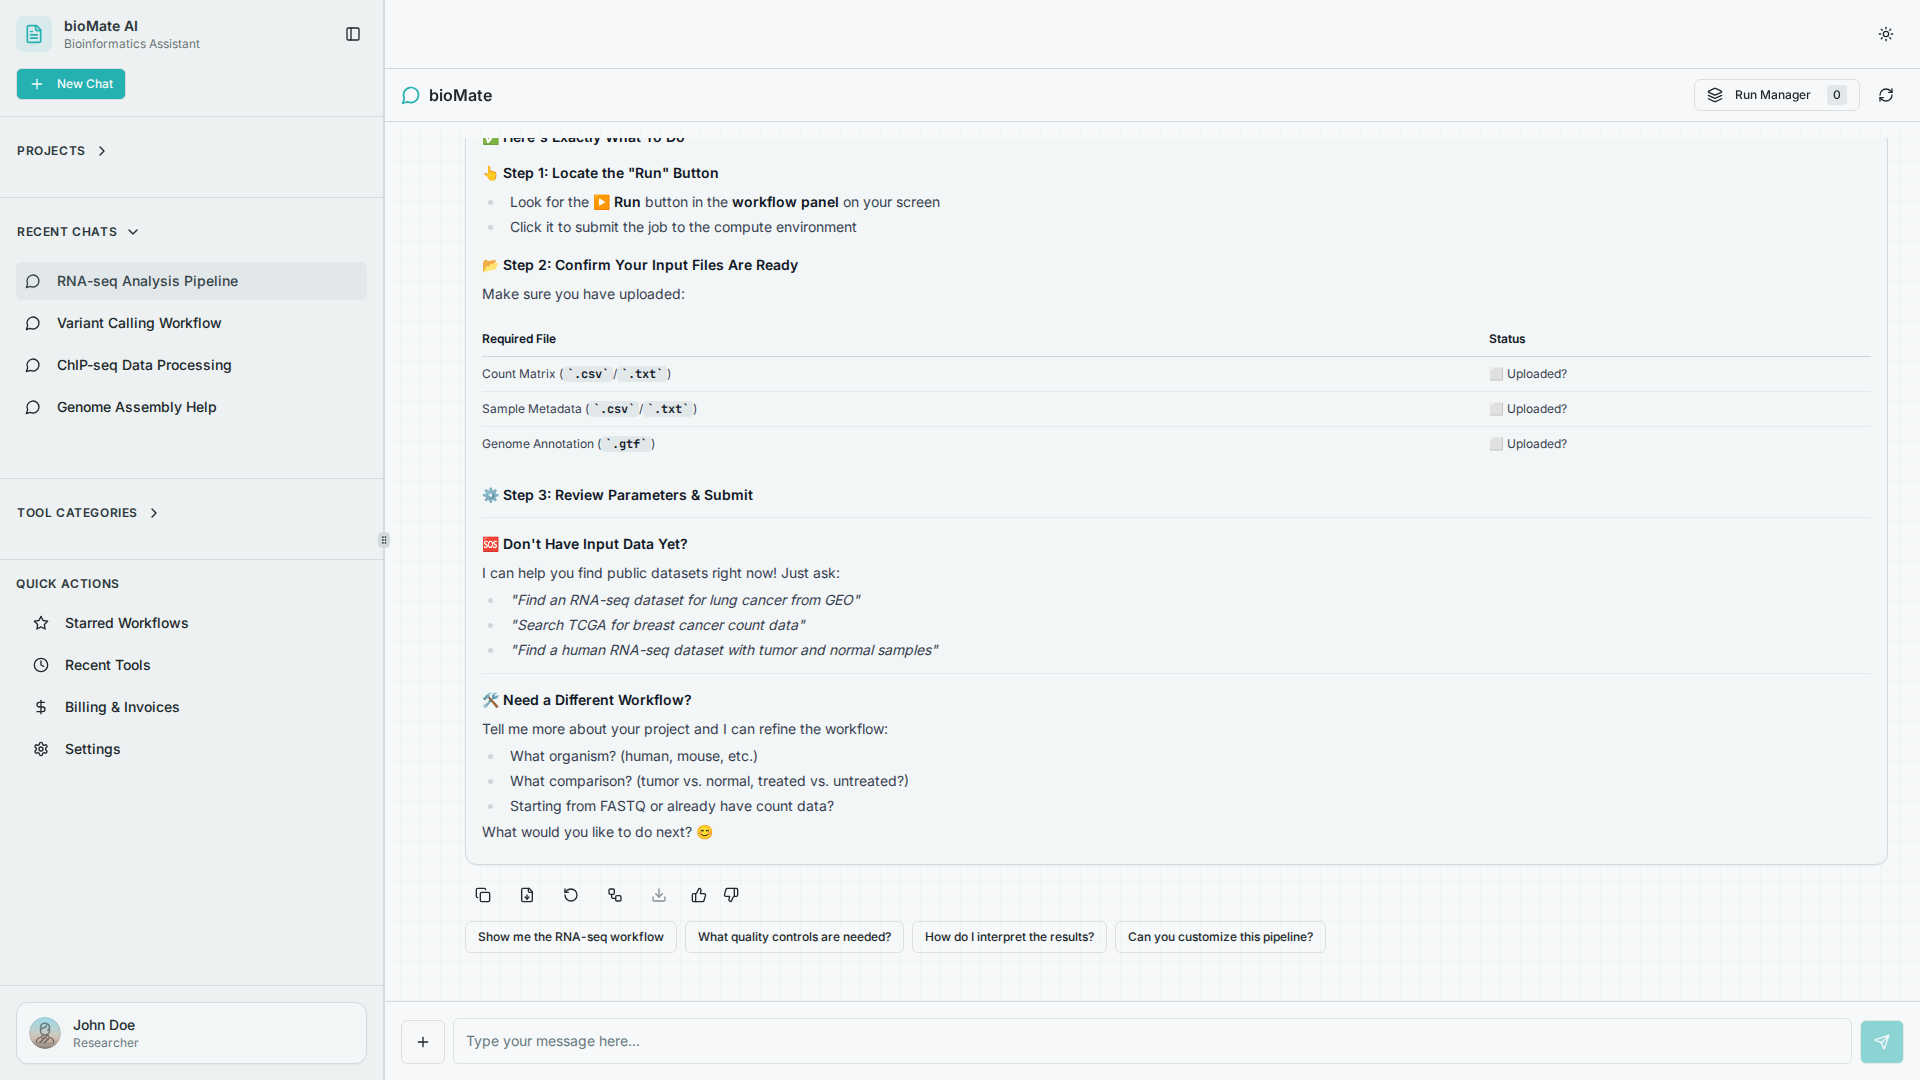 bioMate AI
Bioinformatics Assistant
New Chat
PROJECTS
RECENT CHATS
RNA-seq Analysis Pipeline
Variant Calling Workflow
ChIP-seq Data Processing
Genome Assembly Help
TOOL CATEGORIES
QUICK ACTIONS
Starred Workflows
Recent Tools
Billing & Invoices
Settings
John Doe
Researcher
bioMate
Run Manager 0
Here's Exactly What To Do
Step 1: Locate the "Run" Button
Look for the ▶️ Run button in the workflow panel on your screen
Click it to submit the job to the compute environment
Step 2: Confirm Your Input Files Are Ready
Make sure you have uploaded:
Required File Status
Count Matrix (`.csv`/`.txt`) Uploaded?
Sample Metadata (`.csv`/`.txt`) Uploaded?
Genome Annotation (`.gtf`) Uploaded?
Step 3: Review Parameters & Submit
🆘 Don't Have Input Data Yet?
I can help you find public datasets right now! Just ask:
"Find an RNA-seq dataset for lung cancer from GEO"
"Search TCGA for breast cancer count data"
"Find a human RNA-seq dataset with tumor and normal samples"
Need a Different Workflow?
Tell me more about your project and I can refine the workflow:
What organism? (human, mouse, etc.)
What comparison? (tumor vs. normal, treated vs. untreated?)
Starting from FASTQ or already have count data?
What would you like to do next? 😊
Show me the RNA-seq workflow
What quality controls are needed?
How do I interpret the results?
Can you customize this pipeline?
Type your message here...